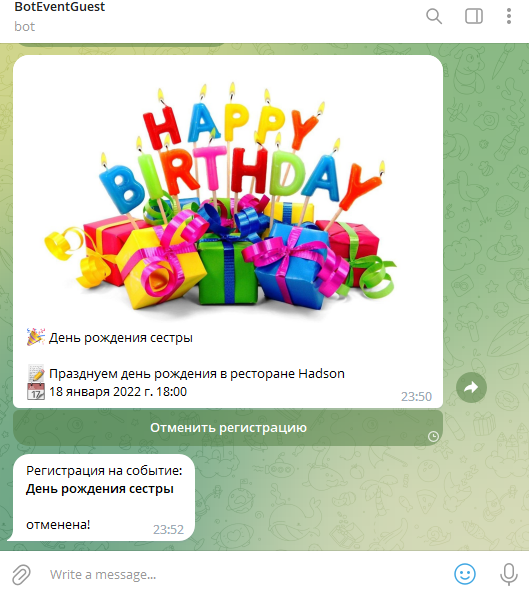 BotEventGuest
bot
HAPPY
BIRTHDAY
День рождения сестры
Празднуем день рождения в ресторане Hadson
18 января 2022 г. 18:00
23:50
Отменить регистрацию
Регистрация на событие:
День рождения сестры
отменена!
23:52
Write a message...